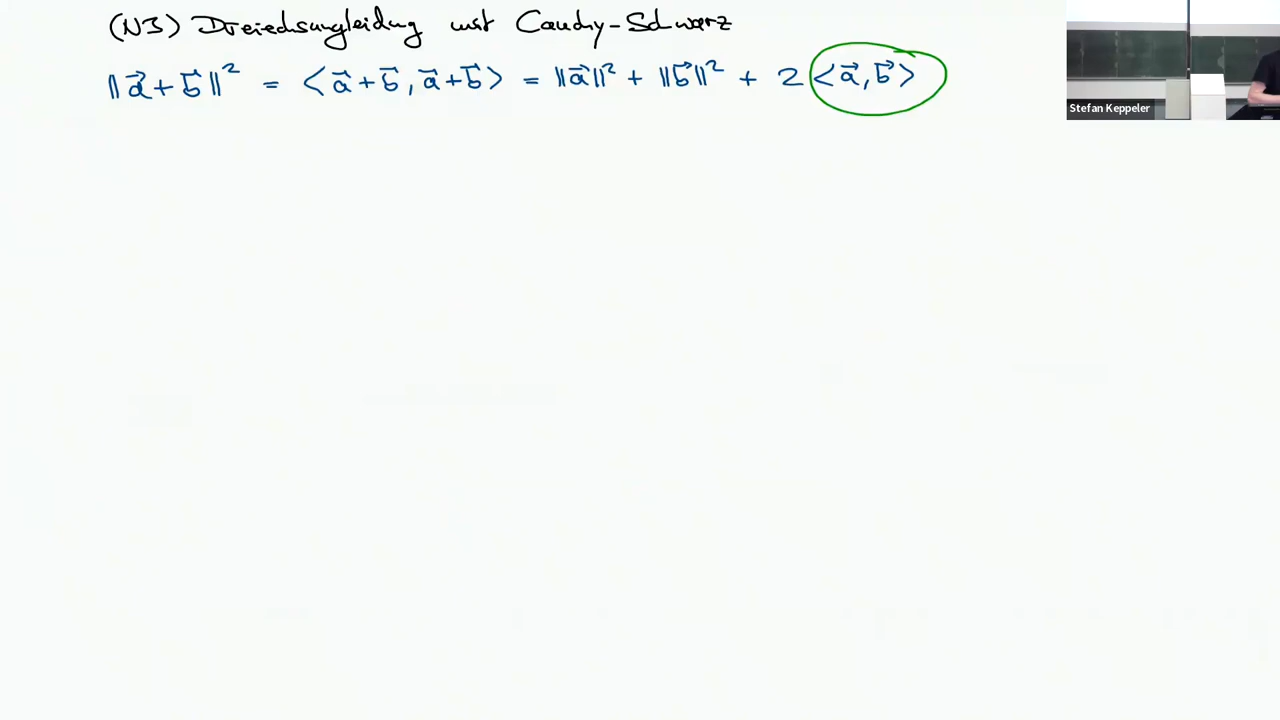 (N3) Dreiecksungleichung mit Cauchy-Schwarz
‖a⃗+b⃗‖² = <a⃗+b⃗, a⃗+b⃗> = ‖a⃗‖² + ‖b⃗‖² + 2 <a⃗, b⃗>
Stefan Keppeler